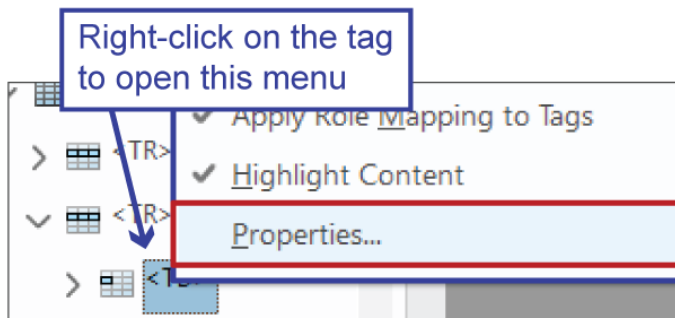 Right-click on the tag
to open this menu
Apply Role Mapping to Tags
<TR>
Highlight Content
<TR>
Properties...